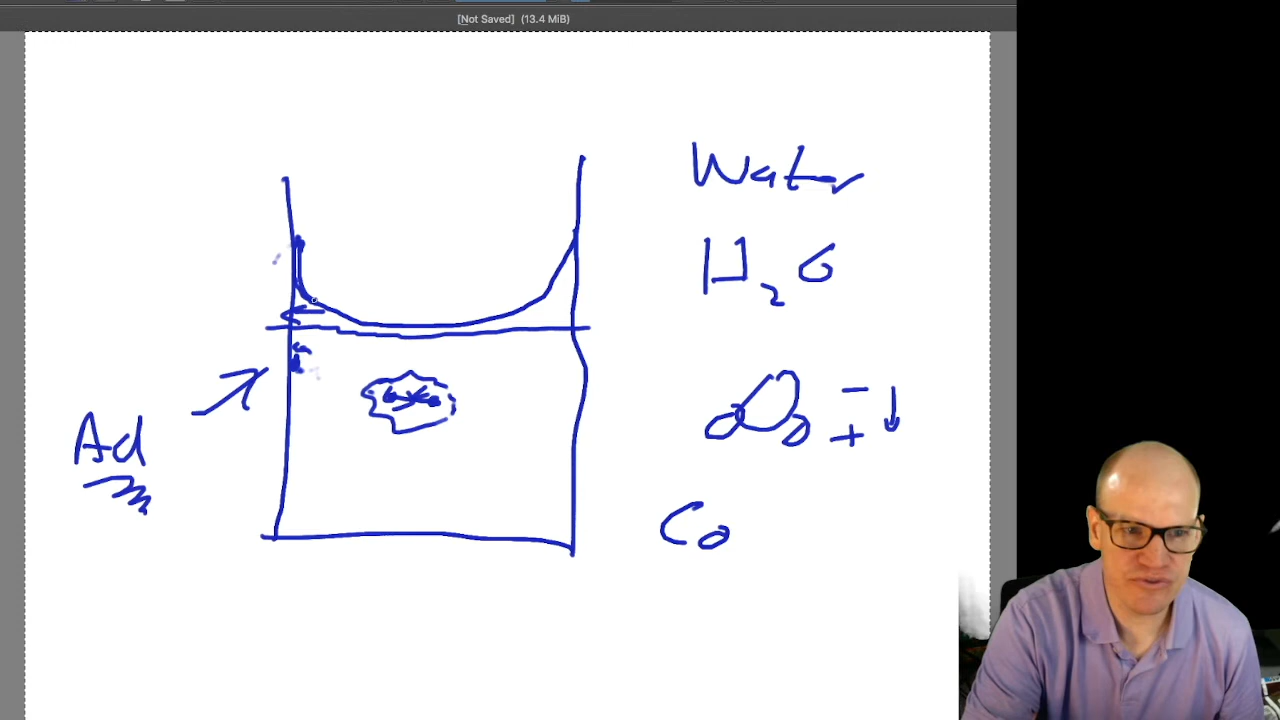 [Not Saved] (13.4 MiB)
Water
H₂O
− ↓
+
Ad
Co